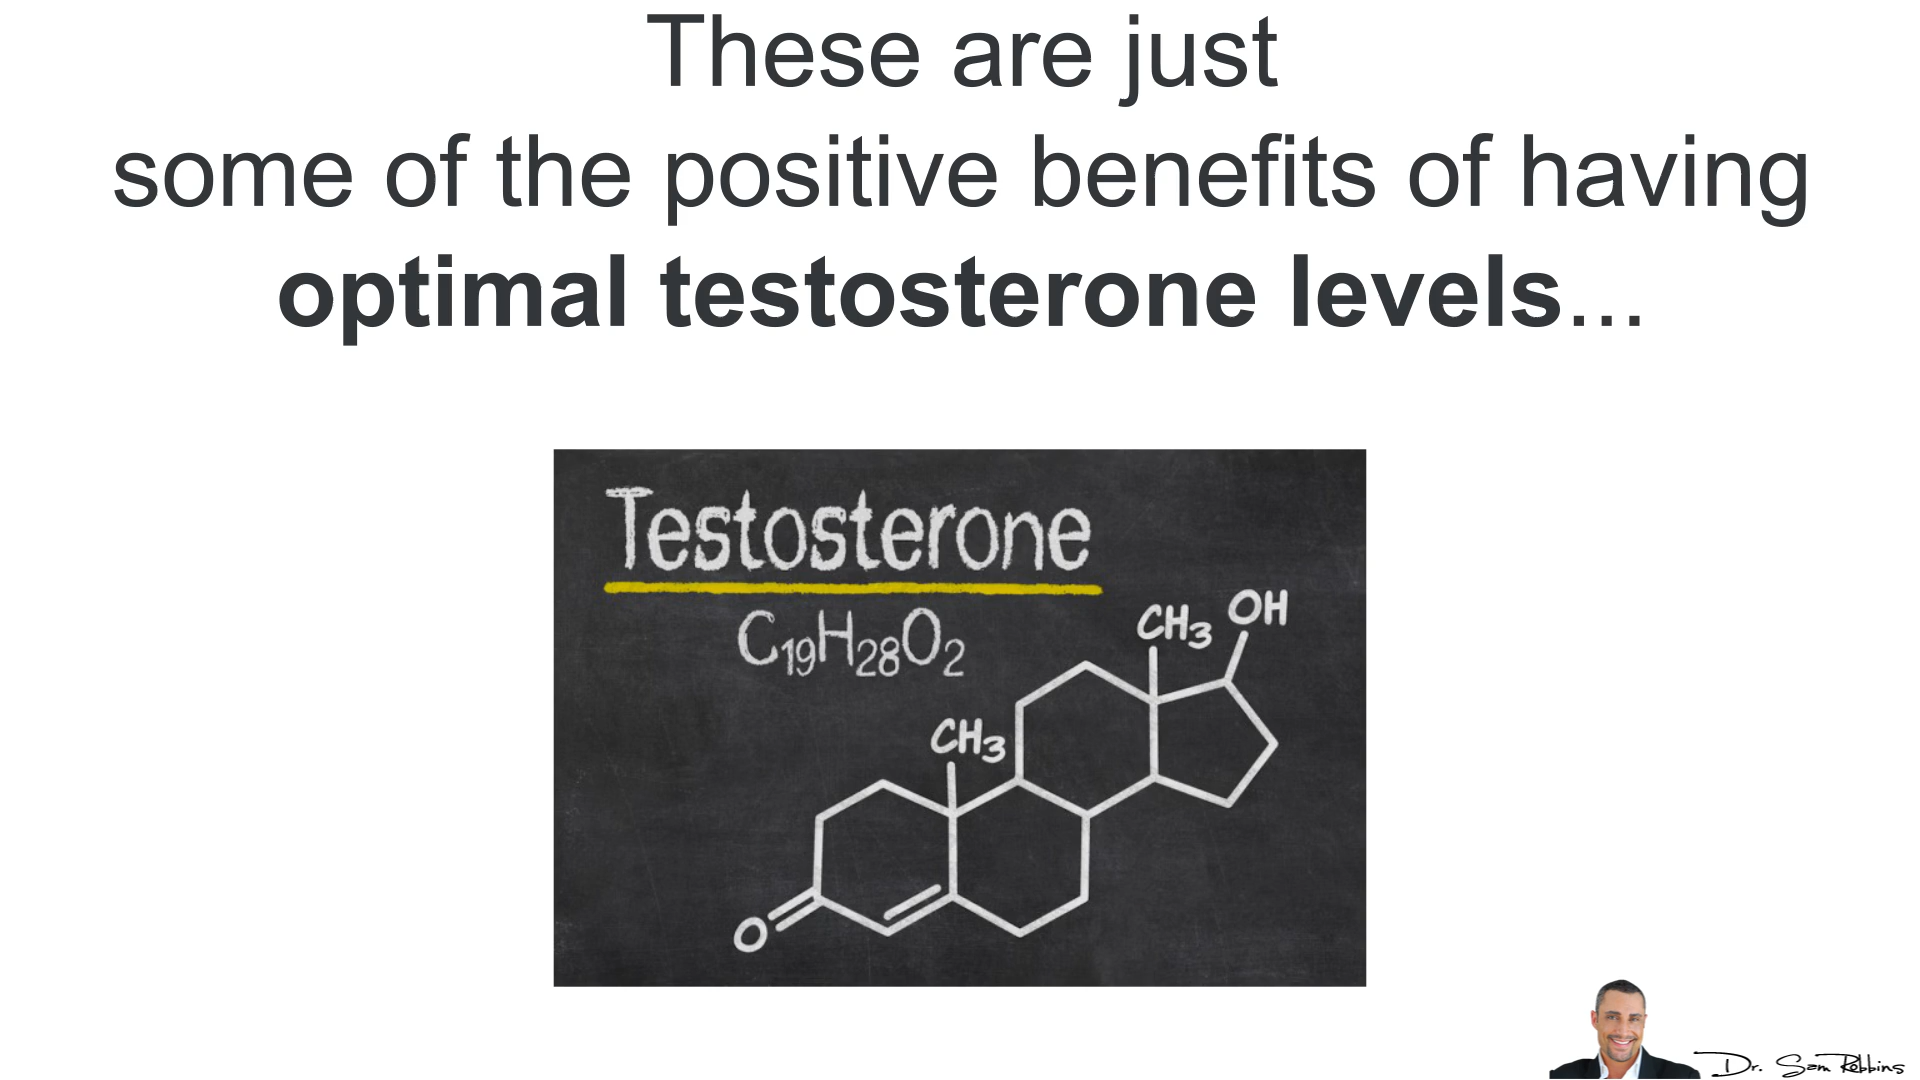 These are just
some of the positive benefits of having
optimal testosterone levels...
Testosterone
C₁₉H₂₈O₂
CH₃ OH
CH₃
O
Dr. Sam Robbins